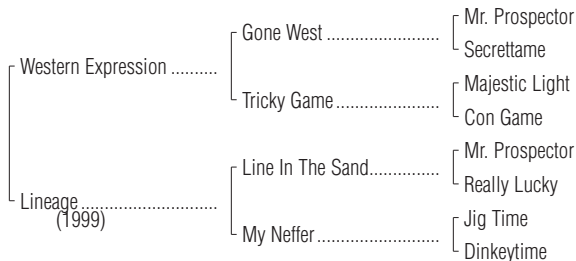 Mr. Prospector
Gone West ........................
Secrettame
Western Expression ..........
Majestic Light
Tricky Game ......................
Con Game
Mr. Prospector
Line In The Sand...............
Really Lucky
Lineage.............................
(1999)
Jig Time
My Neffer ..........................
Dinkeytime